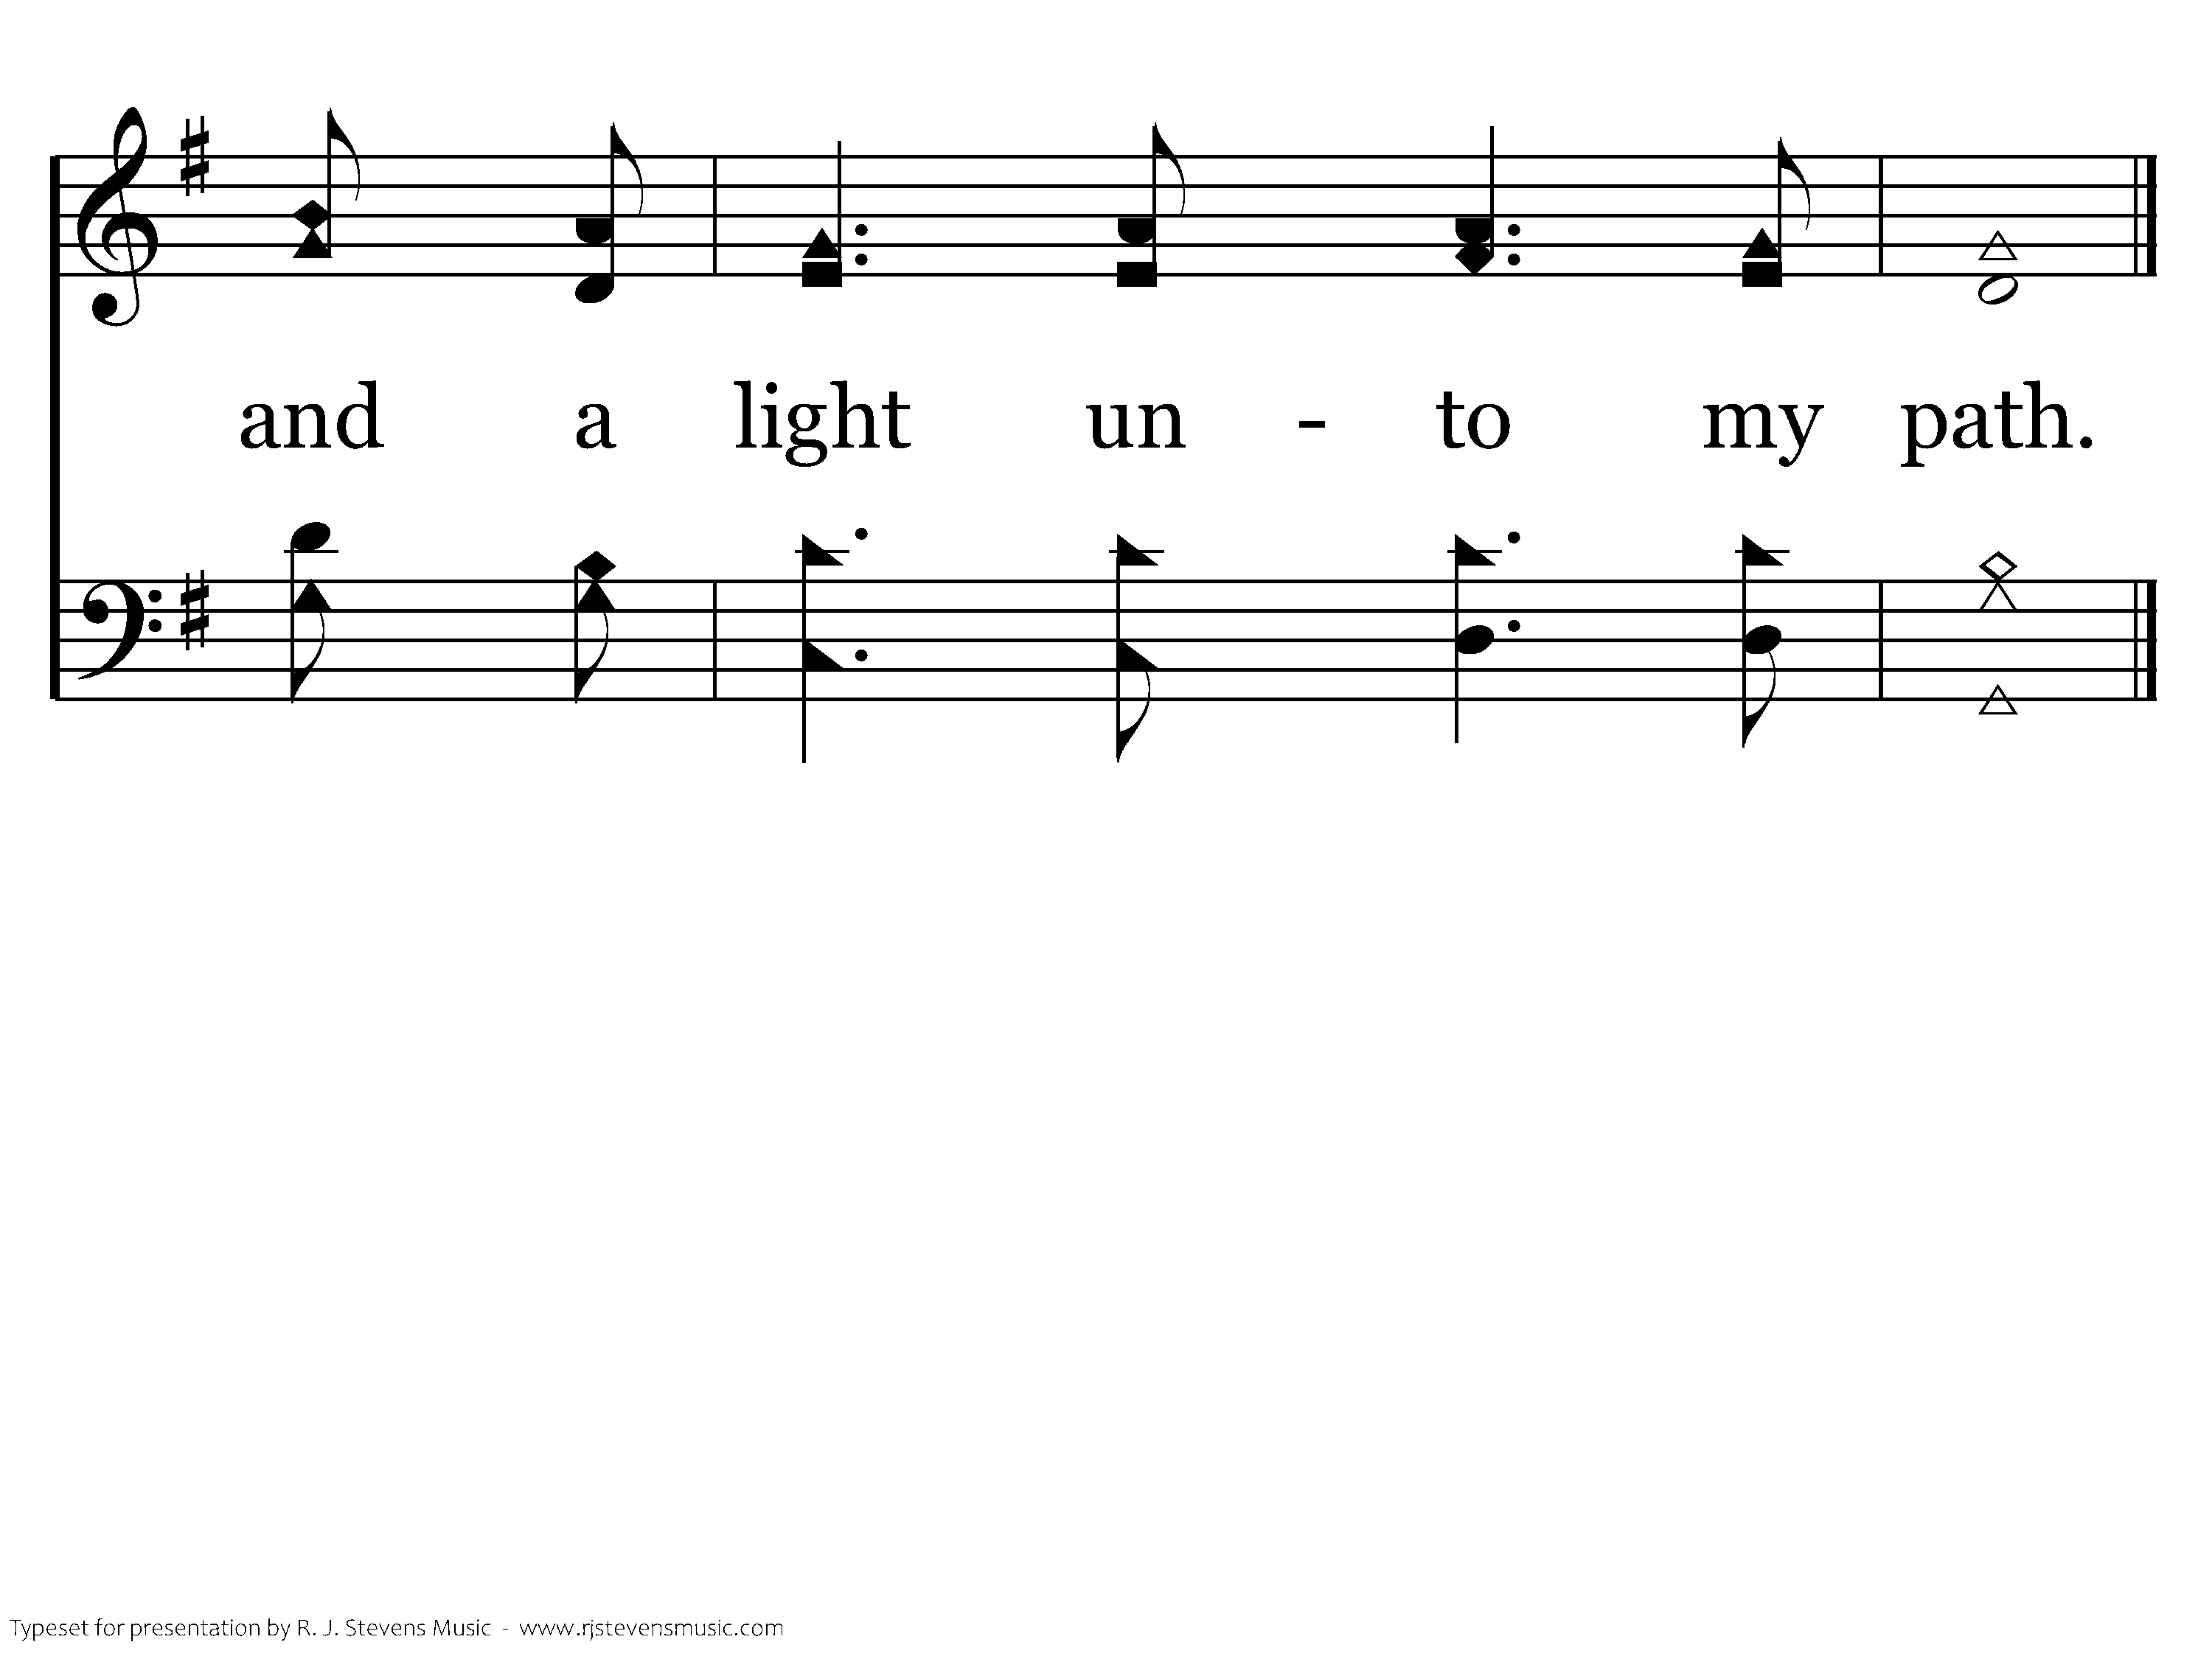 and a light un - to my path.
Typeset for presentation by R. J. Stevens Music - www.rjstevensmusic.com